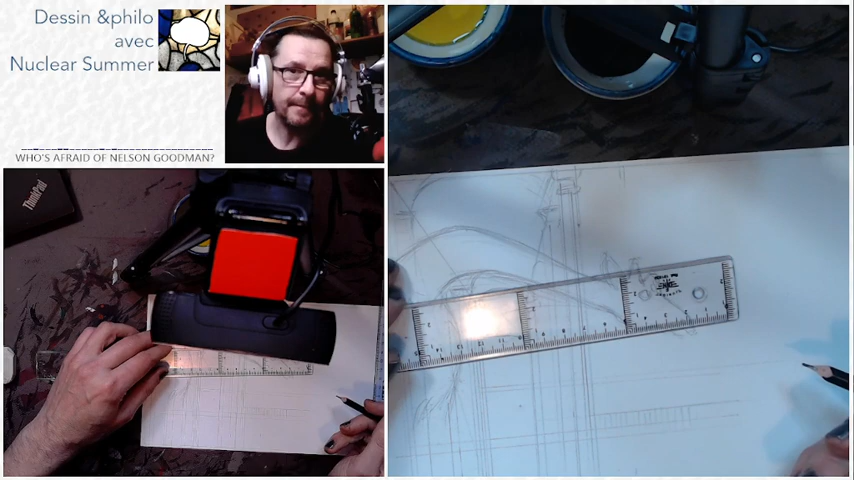 Dessin &philo
avec
Nuclear Summer
WHO'S AFRAID OF NELSON GOODMAN?
ThinkPad